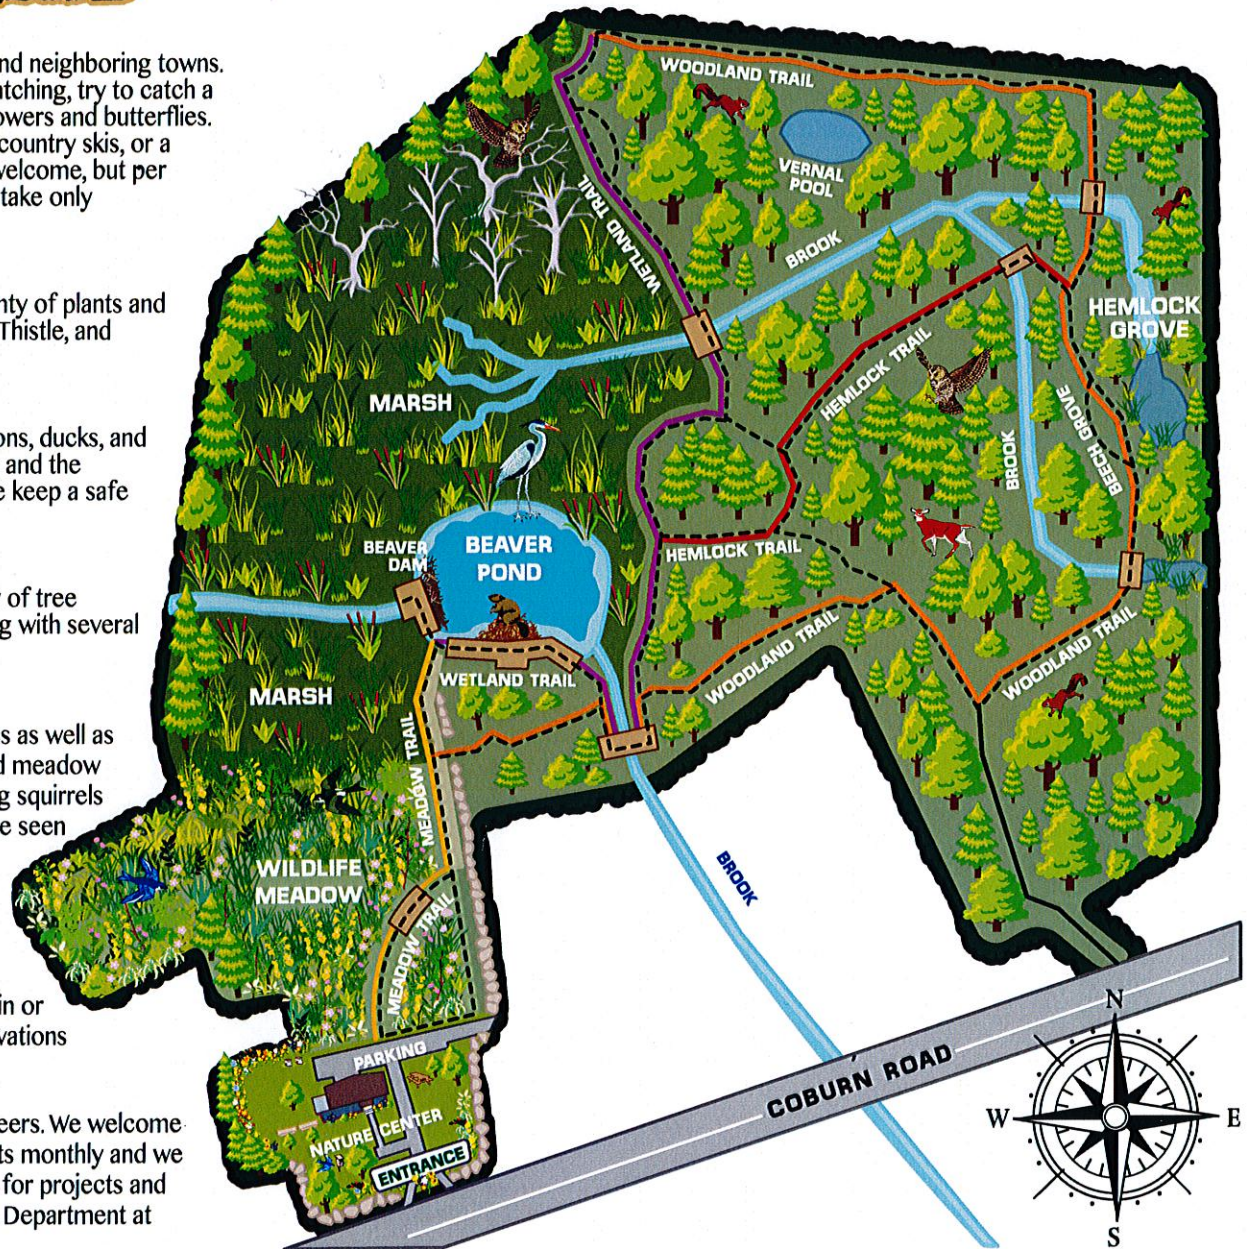 nd neighboring towns.
atching, try to catch a
owers and butterflies.
country skis, or a
welcome, but per
take only
nty of plants and
Thistle, and
ons, ducks, and
and the
e keep a safe
y of tree
g with several
s as well as
d meadow
g squirrels
e seen
in or
vations
eers. We welcome
ts monthly and we
for projects and
Department at
WOODLAND TRAIL
VERNAL
POOL
WETLAND TRAIL
BROOK
HEMLOCK
GROVE
HEMLOCK TRAIL
MARSH
BROOK
BEECH GROVE
BEAVER
DAM
BEAVER
POND
HEMLOCK TRAIL
WETLAND TRAIL
WOODLAND TRAIL
WOODLAND TRAIL
MARSH
MEADOW TRAIL
WILDLIFE
MEADOW
MEADOW TRAIL
BROOK
PARKING
NATURE CENTER
ENTRANCE
COBURN ROAD
N
W
E
S